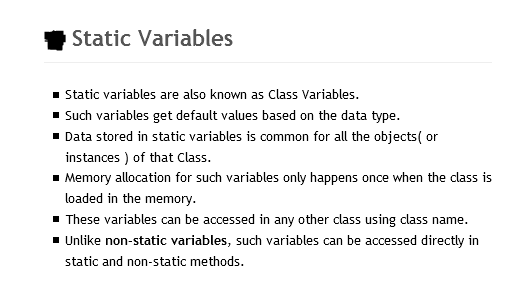 Static Variables
Static variables are also known as Class Variables.
Such variables get default values based on the data type.
Data stored in static variables is common for all the objects( or
instances ) of that Class.
Memory allocation for such variables only happens once when the class is
loaded in the memory.
These variables can be accessed in any other class using class name.
Unlike non-static variables, such variables can be accessed directly in
static and non-static methods.